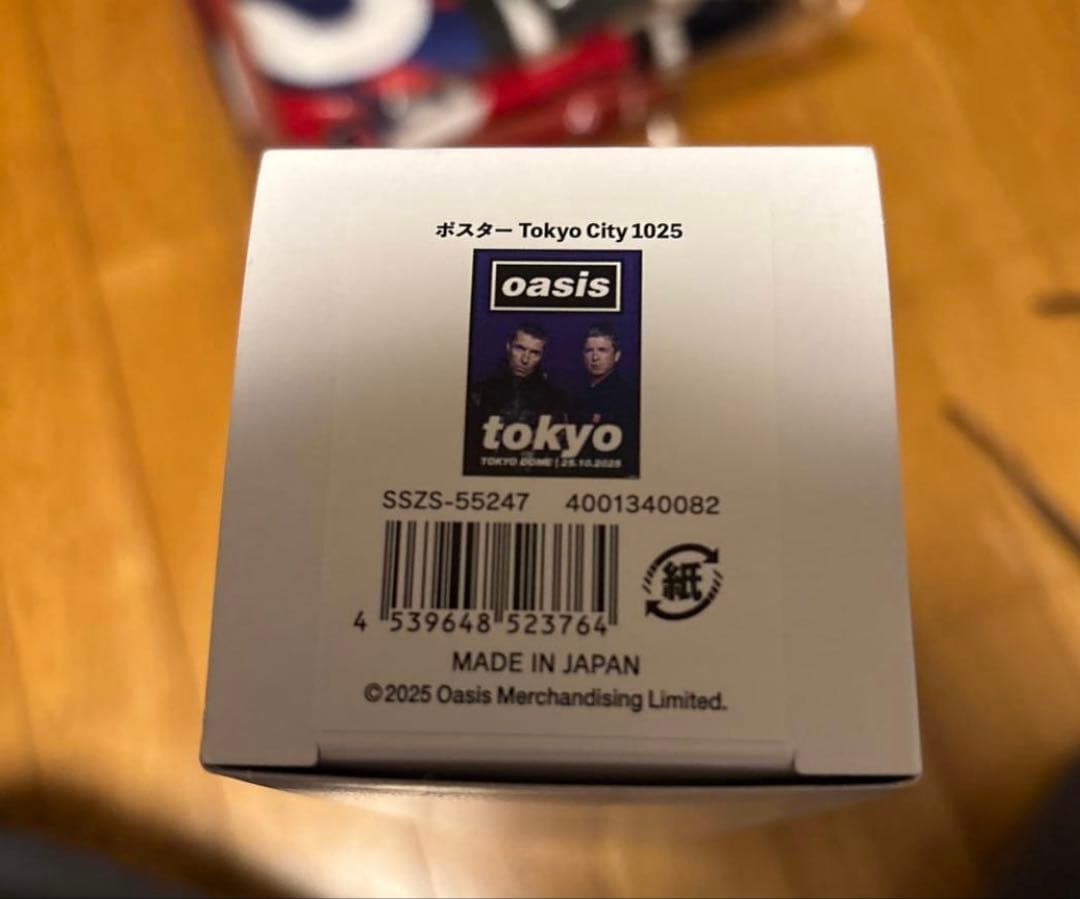 ポスター Tokyo City 1025
oasis
tokyo
TOKYO DOME | 25.10.2025
SSZS-55247 4001340082
4 539648 523764
紙
MADE IN JAPAN
©2025 Oasis Merchandising Limited.